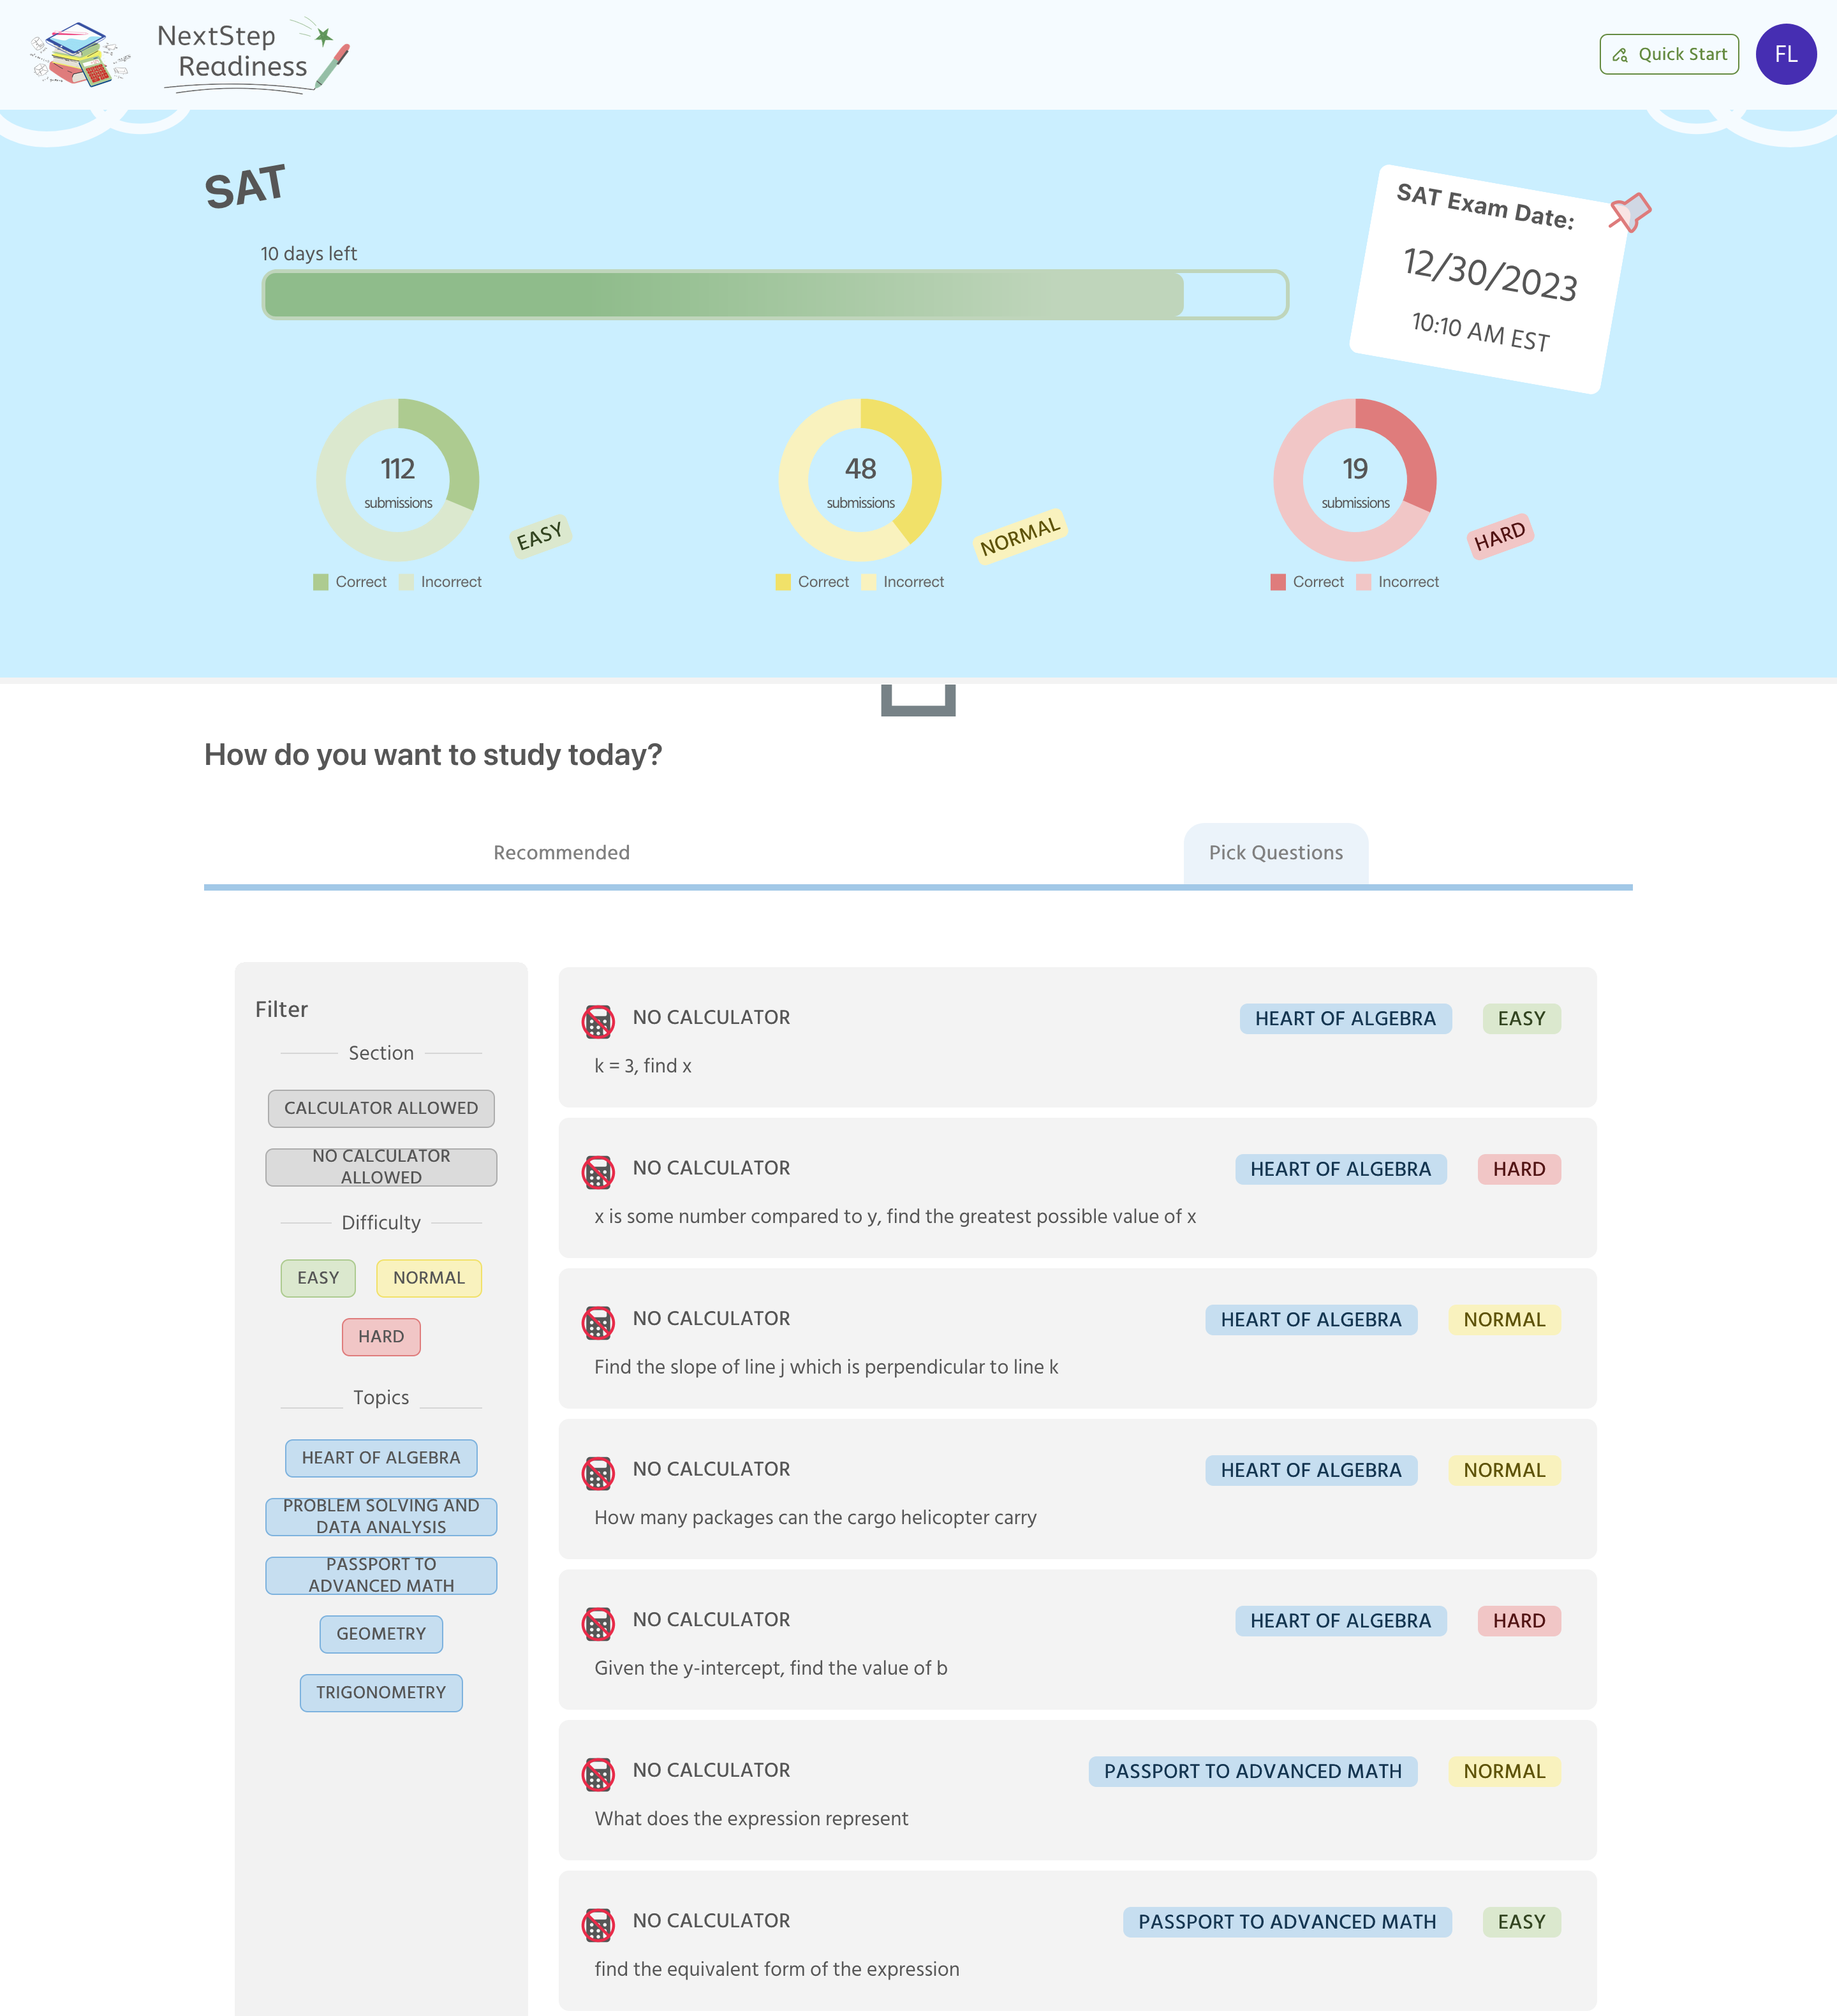 NextStep
Readiness
Quick Start
FL
SAT
10 days left
SAT Exam Date:
12/30/2023
10:10 AM EST
112
submissions
EASY
Correct Incorrect
48
submissions
NORMAL
Correct Incorrect
19
submissions
HARD
Correct Incorrect
How do you want to study today?
Recommended
Pick Questions
Filter
Section
CALCULATOR ALLOWED
NO CALCULATOR
ALLOWED
Difficulty
EASY
NORMAL
HARD
Topics
HEART OF ALGEBRA
PROBLEM SOLVING AND
DATA ANALYSIS
PASSPORT TO
ADVANCED MATH
GEOMETRY
TRIGONOMETRY
NO CALCULATOR HEART OF ALGEBRA EASY
k = 3, find x
NO CALCULATOR HEART OF ALGEBRA HARD
x is some number compared to y, find the greatest possible value of x
NO CALCULATOR HEART OF ALGEBRA NORMAL
Find the slope of line j which is perpendicular to line k
NO CALCULATOR HEART OF ALGEBRA NORMAL
How many packages can the cargo helicopter carry
NO CALCULATOR HEART OF ALGEBRA HARD
Given the y-intercept, find the value of b
NO CALCULATOR PASSPORT TO ADVANCED MATH NORMAL
What does the expression represent
NO CALCULATOR PASSPORT TO ADVANCED MATH EASY
find the equivalent form of the expression